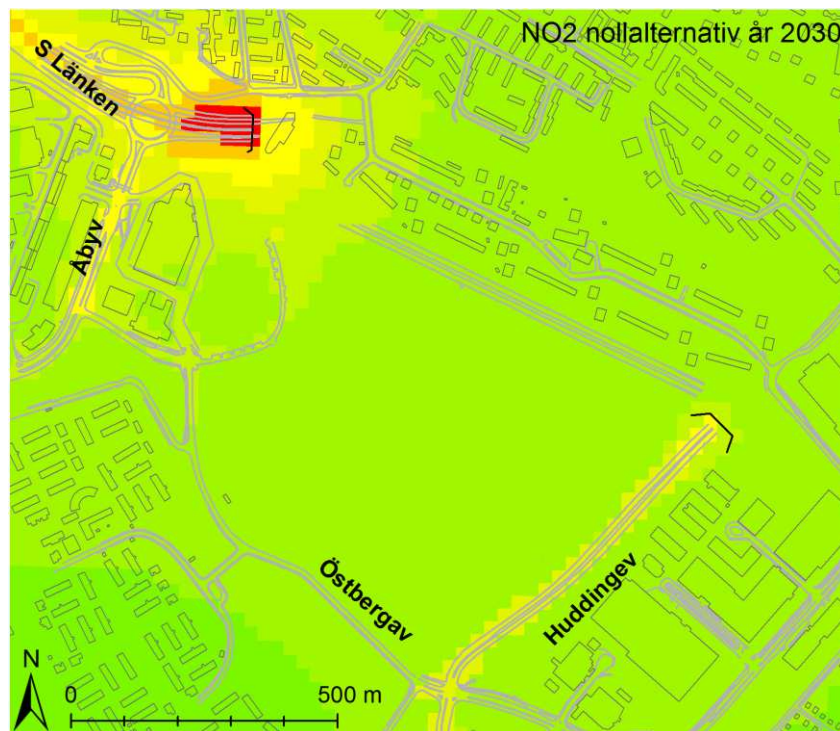 NO2 nollalternativ år 2030
S Länken
Åbyv
Östbergav
Huddingev
N
0 500 m